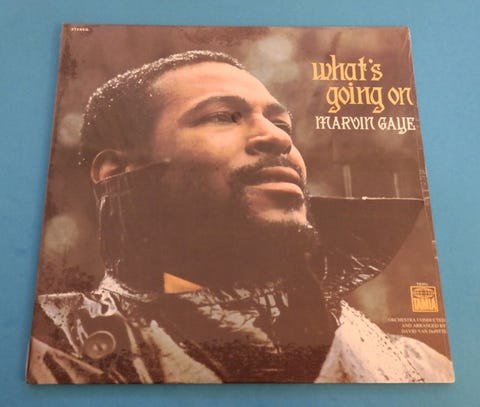 STEREO
what's
going on
MARVIN GAYE
TAMLA
ORCHESTRA CONDUCTED
AND ARRANGED BY
DAVID VAN DePITTE